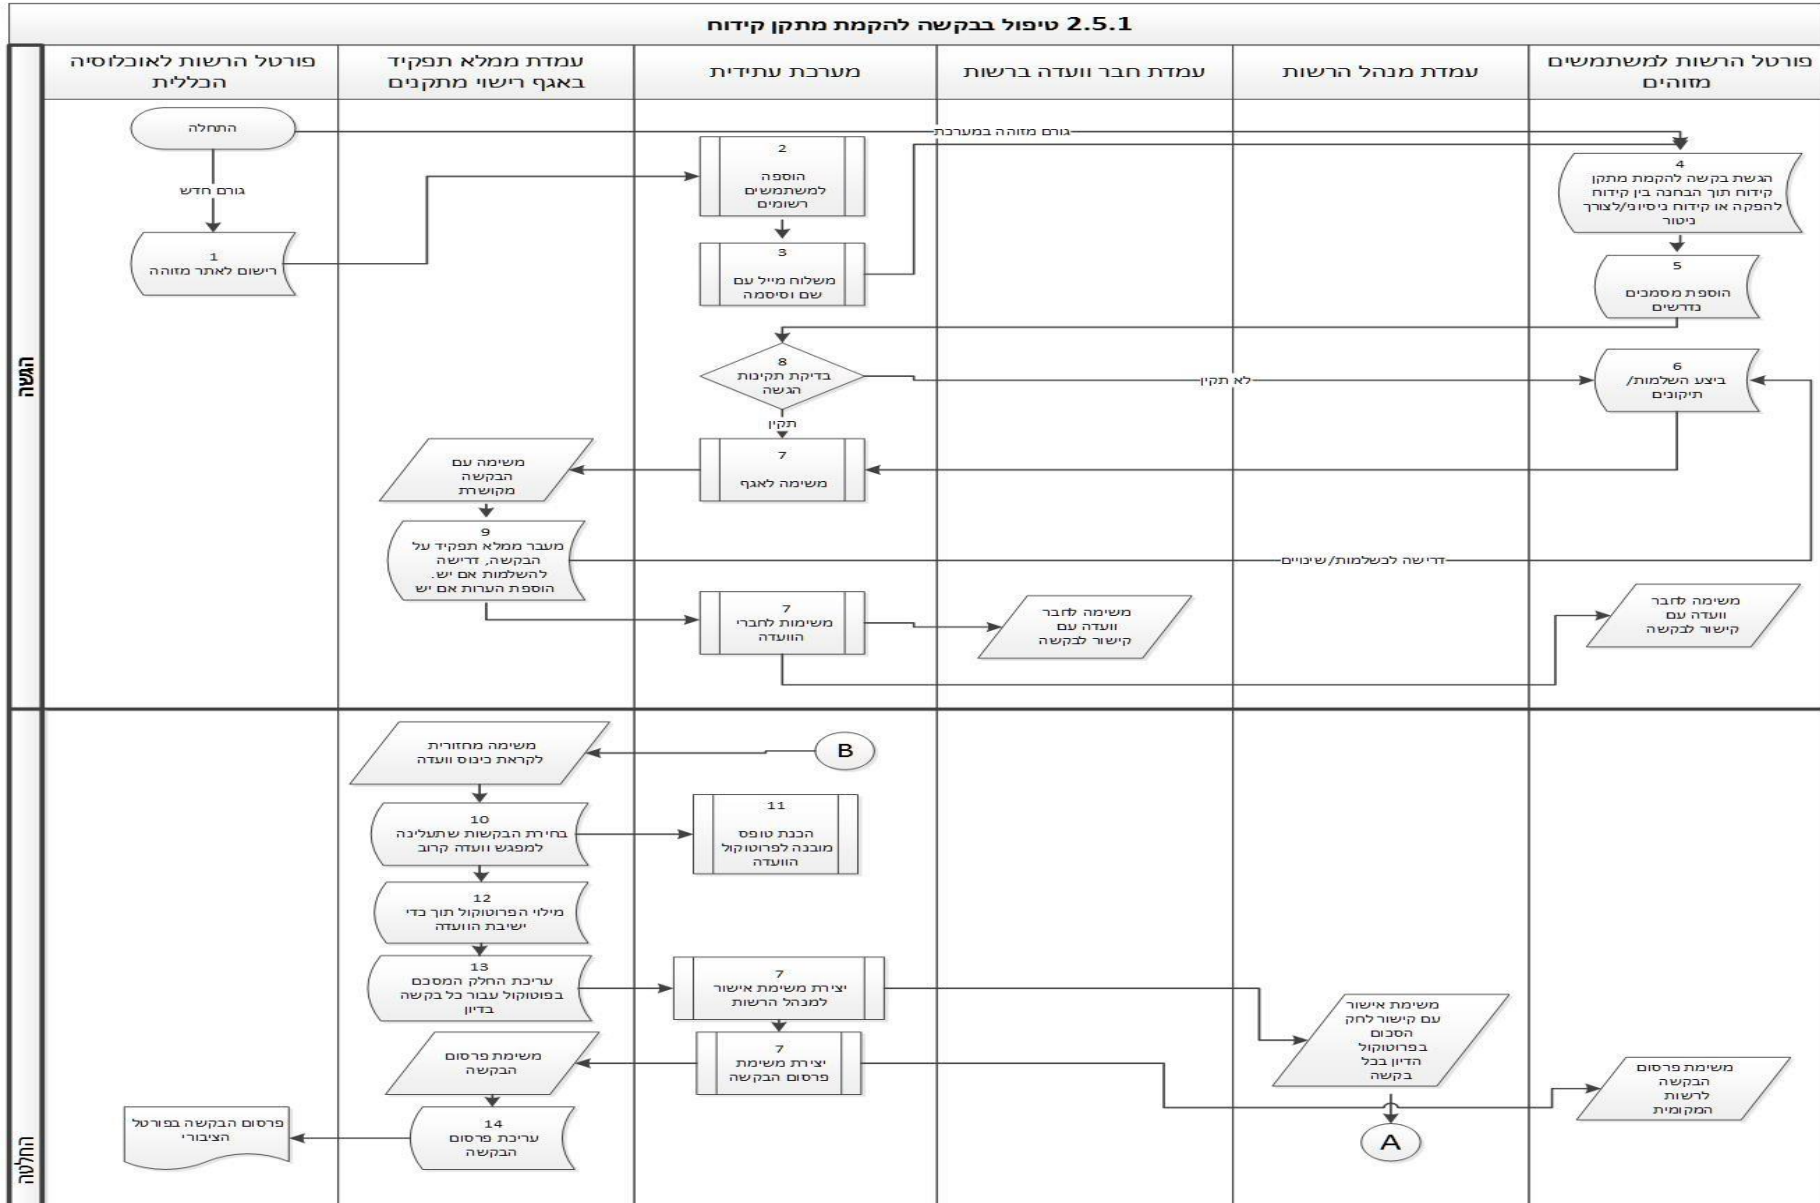 2.5.1 טיפול בבקשה להקמת מתקן קידוח
פורטל הרשות לאוכלוסיה
הכללית
עמדת ממלא תפקיד
באגף רישוי מתקנים
מערכת עתידית
עמדת חבר וועדה ברשות
עמדת מנהל הרשות
פורטל הרשות למשתמשים
מזוהים
הגשה
התחלה
גורם מזוהה במערכת
גורם חדש
1
רישום לאתר מזוהה
2
הוספה
למשתמשים
רשומים
3
משלוח מייל עם
שם וסיסמה
4
הגשת בקשה להקמת מתקן
קידוח תוך הבחנה בין קידוח
להפקה או קידוח ניסיוני/לצורך
ניטור
5
הוספת מסמכים
נדרשים
8
בדיקת תקינות
הגשה
לא תקין
תקין
6
ביצע השלמות/
תיקונים
7
משימה לאגף
משימה עם
הבקשה
מקושרת
9
מעבר ממלא תפקיד על
הבקשה, דרישה
להשלמות אם יש.
הוספת הערות אם יש
דרישה לכשלמות/שינויים
7
משימות לחברי
הוועדה
משימה לחבר
וועדה עם
קישור לבקשה
משימה לחבר
וועדה עם
קישור לבקשה
החלטה
B
משימה מחזורית
לקראת כינוס וועדה
10
בחירת הבקשות שתעלינה
למפגש וועדה קרוב
11
הכנת טופס
מובנה לפרוטוקול
הוועדה
12
מילוי הפרוטוקול תוך כדי
ישיבת הוועדה
13
עריכת החלק המסכם
בפוטוקול עבור כל בקשה
בדיון
7
יצירת משימת אישור
למנהל הרשות
משימת אישור
עם קישור לחק
הסכום
בפרוטוקול
הדיון בכל
בקשה
7
יצירת משימת
פרסום הבקשה
משימת פרסום
הבקשה
משימת פרסום
הבקשה
לרשות
המקומית
14
עריכת פרסום
הבקשה
פרסום הבקשה בפורטל
הציבורי
A